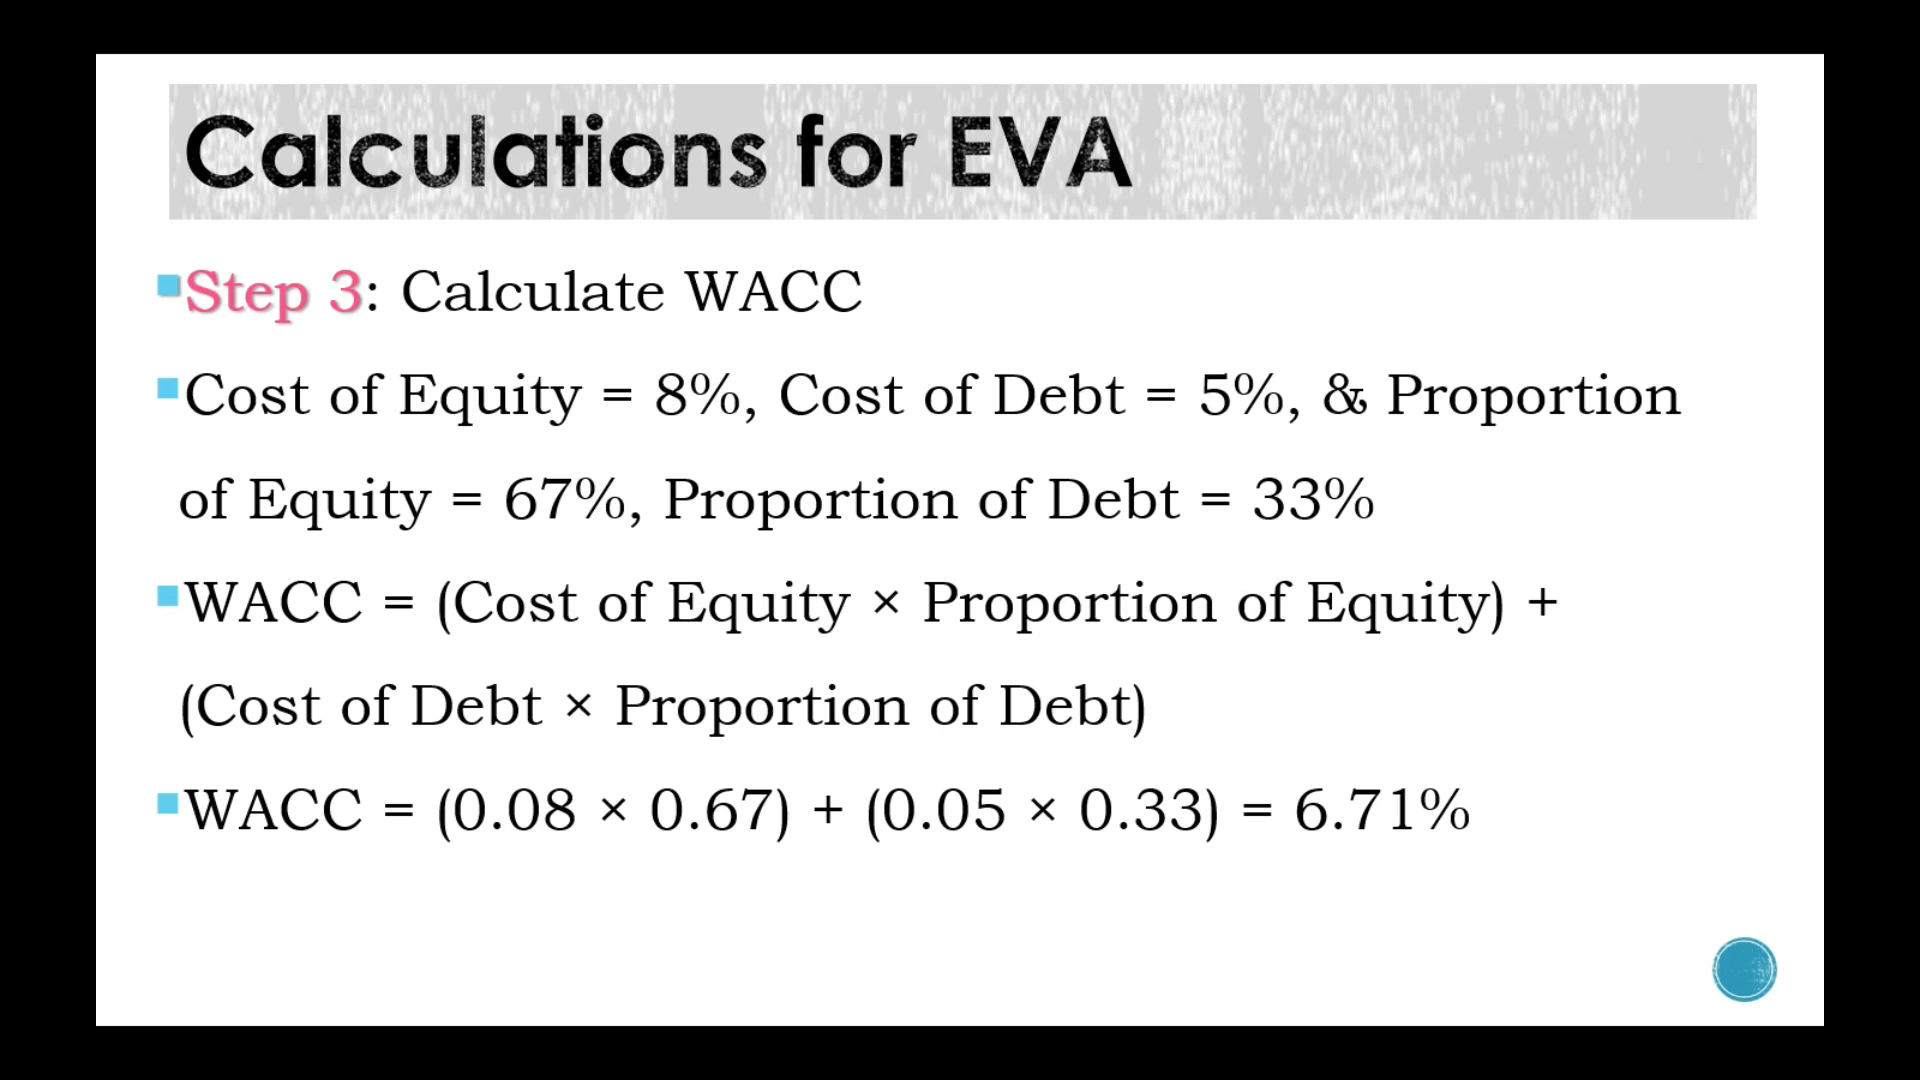 Calculations for EVA
Step 3: Calculate WACC
Cost of Equity = 8%, Cost of Debt = 5%, & Proportion
of Equity = 67%, Proportion of Debt = 33%
WACC = (Cost of Equity × Proportion of Equity) +
(Cost of Debt × Proportion of Debt)
WACC = (0.08 × 0.67) + (0.05 × 0.33) = 6.71%